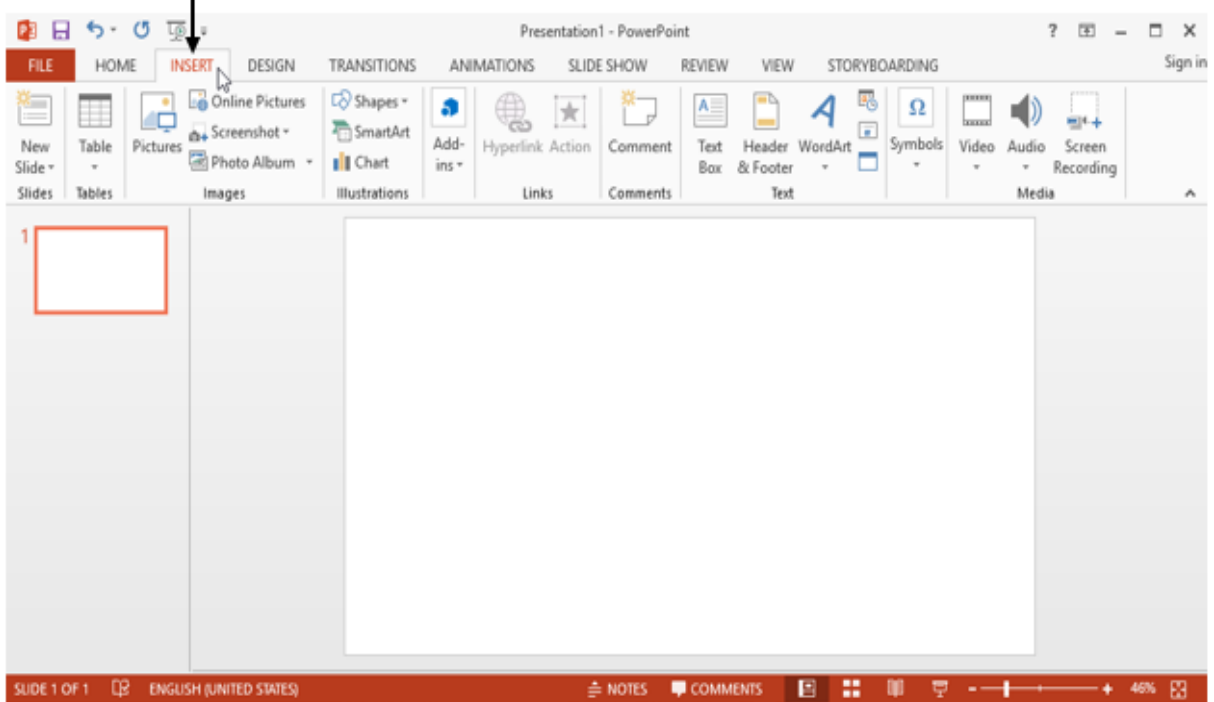 Presentation1 - PowerPoint
FILE HOME INSERT DESIGN TRANSITIONS ANIMATIONS SLIDE SHOW REVIEW VIEW STORYBOARDING Sign in
New Slide
Table
Pictures
Online Pictures
Screenshot
Photo Album
Shapes
SmartArt
Chart
Add-ins
Hyperlink
Action
Comment
Text Box
Header & Footer
WordArt
Symbols
Video
Audio
Screen Recording
Slides Tables Images Illustrations Links Comments Text Media
1
SLIDE 1 OF 1 ENGLISH (UNITED STATES) NOTES COMMENTS 46%